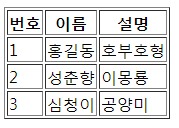 번호 이름 설명
1 홍길동 호부호형
2 성춘향 이몽룡
3 심청이 공양미